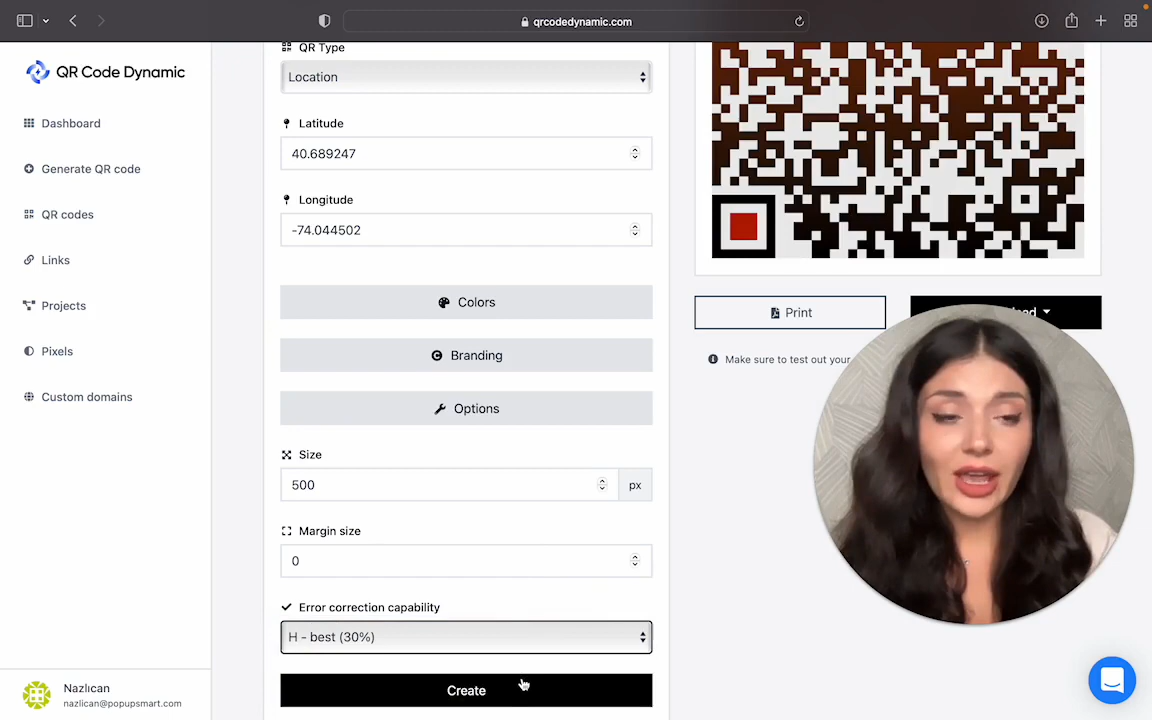 qrcodedynamic.com
QR Code Dynamic
Dashboard
Generate QR code
QR codes
Links
Projects
Pixels
Custom domains
Nazlıcan
nazlican@popupsmart.com
QR Type
Location
Latitude
40.689247
Longitude
-74.044502
Colors
Branding
Options
Size
500
px
Margin size
0
Error correction capability
H - best (30%)
Create
Print
Make sure to test out your